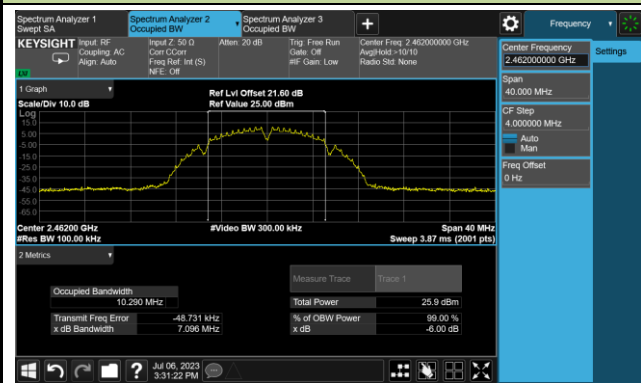 Spectrum Analyzer 1
Swept SA
Spectrum Analyzer 2
Occupied BW
Spectrum Analyzer 3
Occupied BW
+
Frequency
KEYSIGHT
LW
Input: RF
Coupling: AC
Align: Auto
Input Z: 50 Ω
Corr CCorr
Freq Ref: Int (S)
NFE: Off
Atten: 20 dB
Trig: Free Run
Gate: Off
#IF Gain: Low
Center Freq: 2.462000000 GHz
Avg|Hold:>10/10
Radio Std: None
Center Frequency
2.462000000 GHz
Settings
Span
40.000 MHz
CF Step
4.000000 MHz
Auto
Man
Freq Offset
0 Hz
1 Graph
Scale/Div 10.0 dB
Ref Lvl Offset 21.60 dB
Ref Value 25.00 dBm
Log
15.0
5.00
-5.00
-15.0
-25.0
-35.0
-45.0
-55.0
-65.0
Center 2.46200 GHz
#Res BW 100.00 kHz
#Video BW 300.00 kHz
Span 40 MHz
Sweep 3.87 ms (2001 pts)
2 Metrics
Measure Trace
Trace 1
Occupied Bandwidth
10.290 MHz
Total Power
25.9 dBm
Transmit Freq Error
-48.731 kHz
% of OBW Power
99.00 %
x dB Bandwidth
7.096 MHz
x dB
-6.00 dB
?
Jul 06, 2023
3:31:22 PM